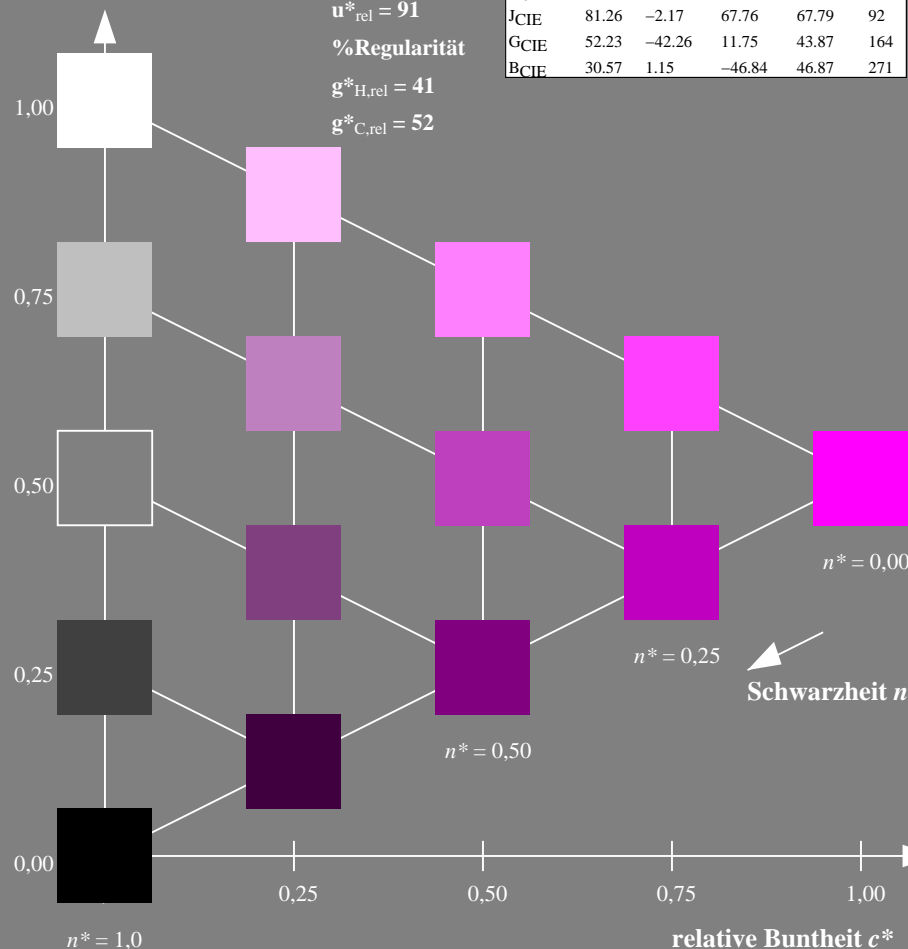 u*rel = 91
%Regularität
g*H,rel = 41
g*C,rel = 52
JCIE 81.26 −2.17 67.76 67.79 92
GCIE 52.23 −42.26 11.75 43.87 164
BCIE 30.57 1.15 −46.84 46.87 271
1,00
0,75
0,50
n* = 0,00
0,25
n* = 0,25
Schwarzheit n
n* = 0,50
0,00
0,25 0,50 0,75 1,00
n* = 1,0
relative Buntheit c*